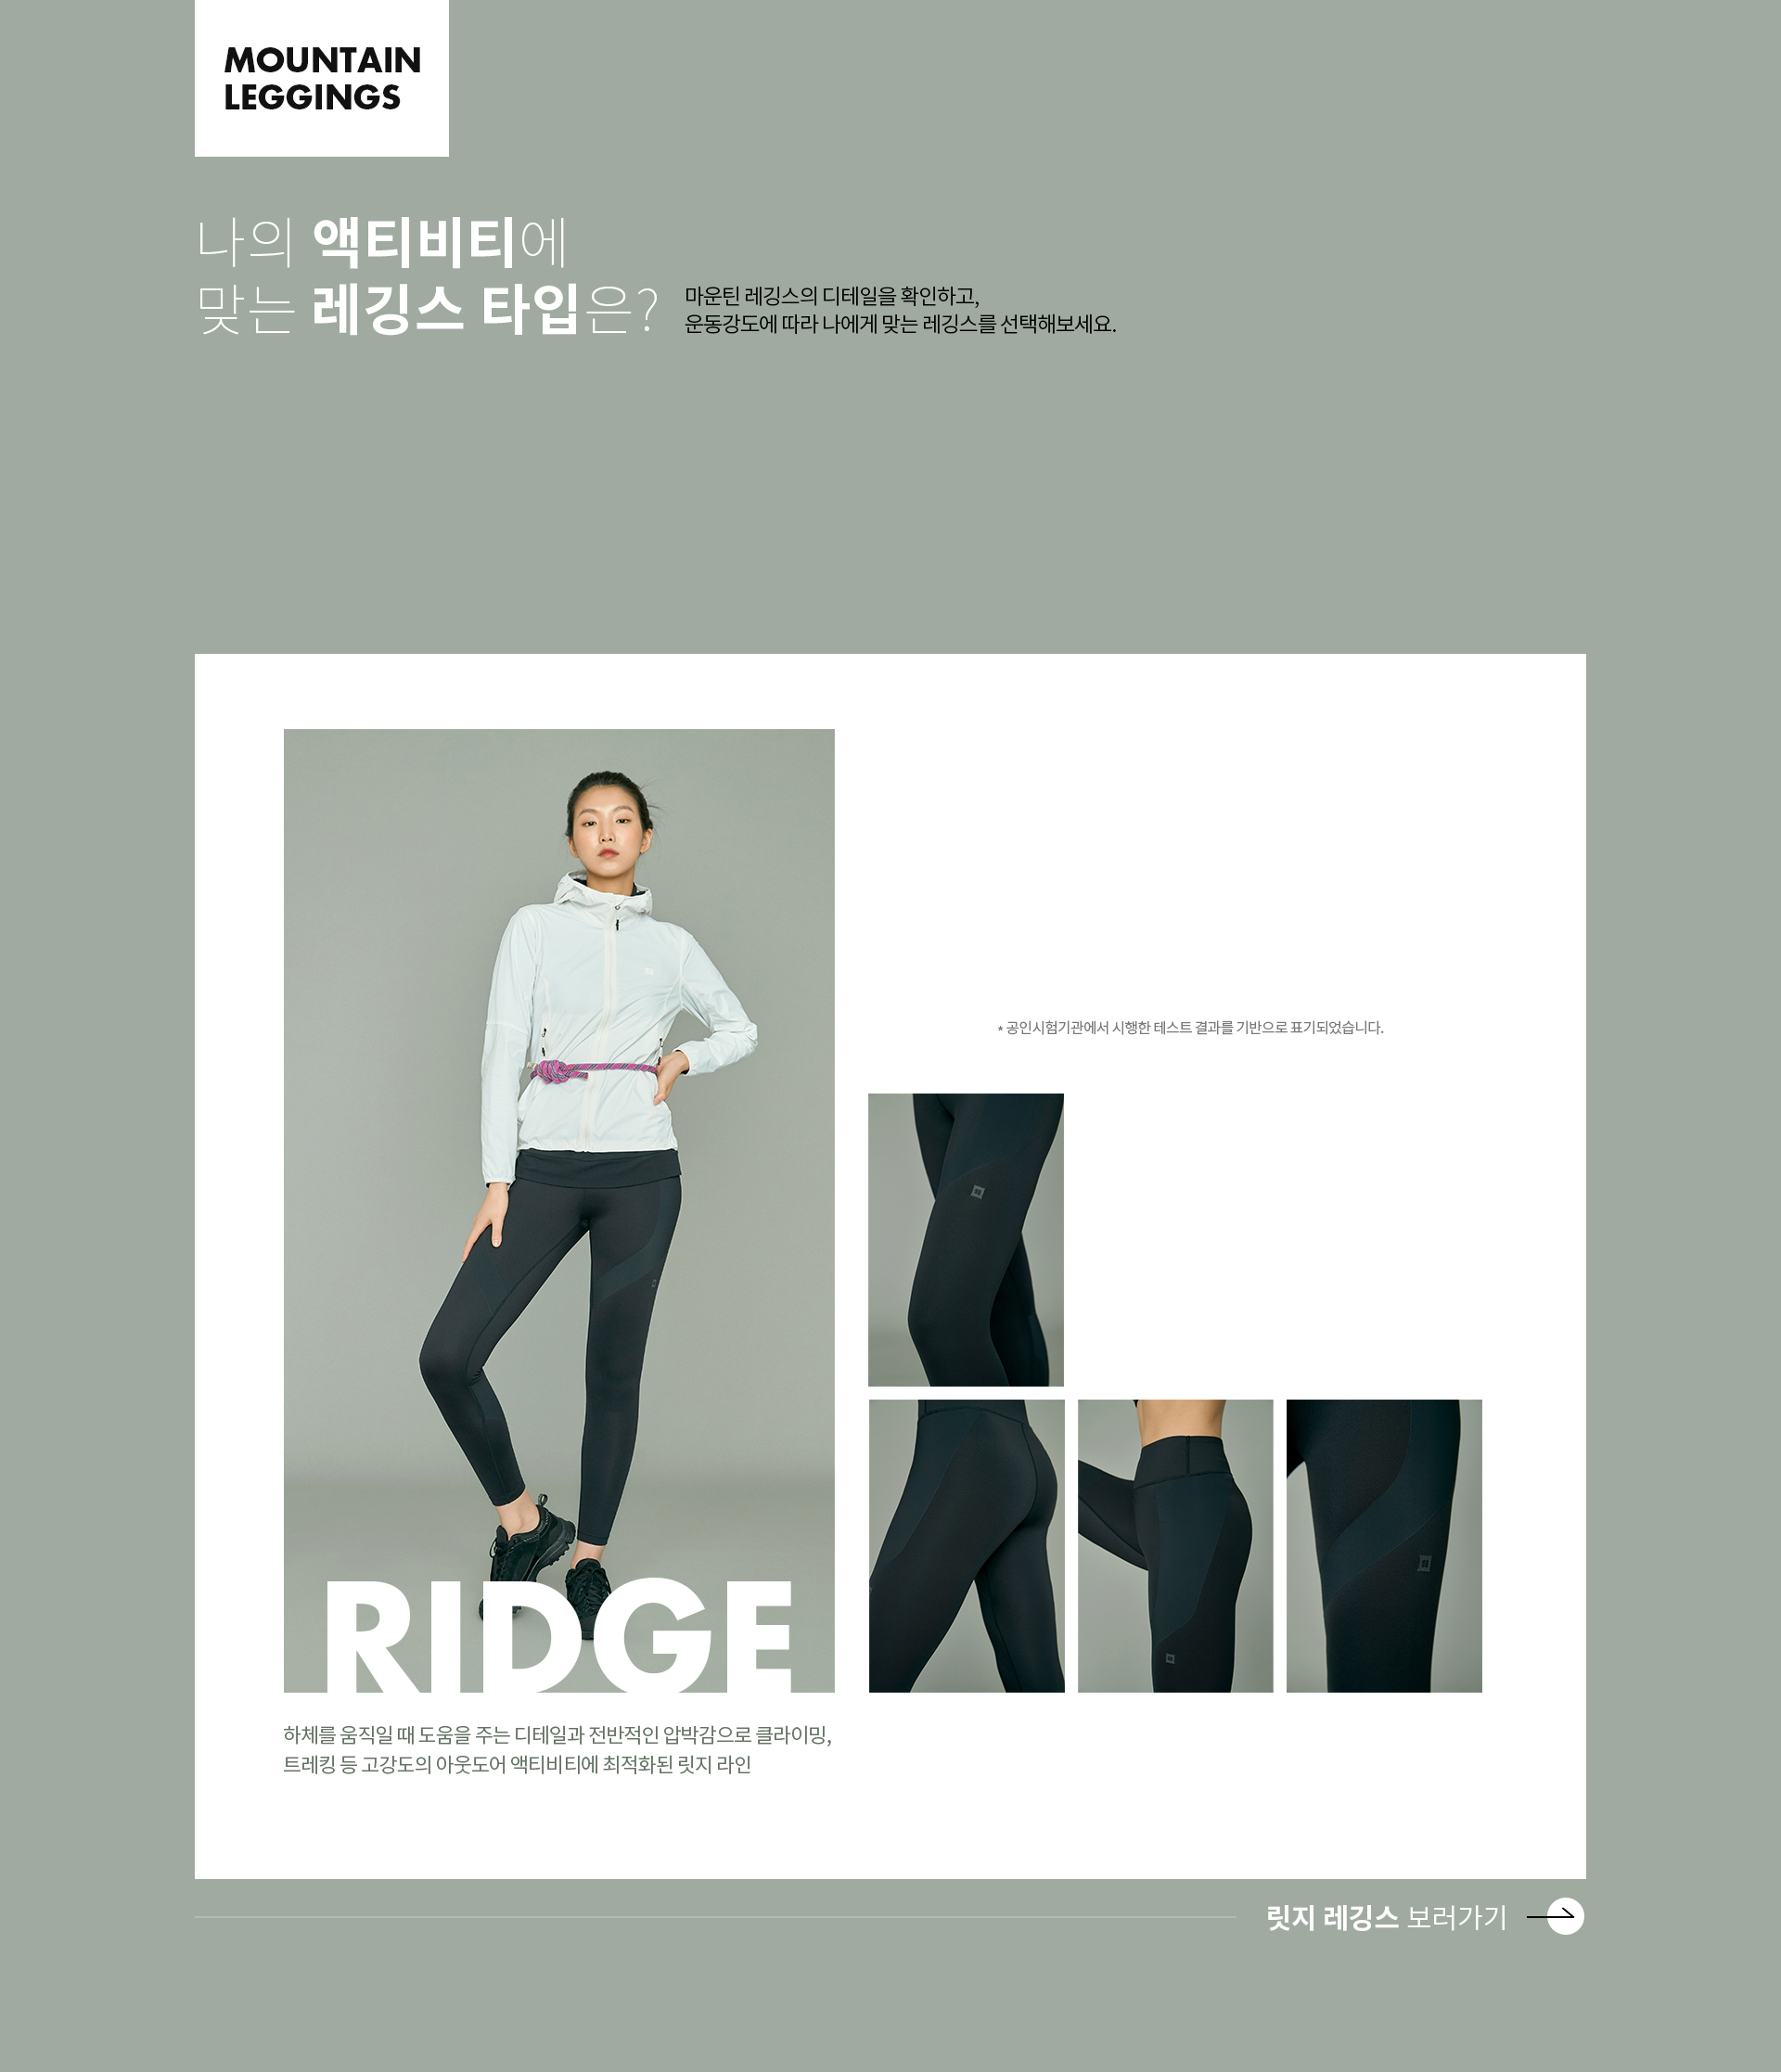 MOUNTAIN
LEGGINGS
나의 액티비티에
맞는 레깅스 타입은?
마운틴 레깅스의 디테일을 확인하고,
운동강도에 따라 나에게 맞는 레깅스를 선택해보세요.
* 공인시험기관에서 시행한 테스트 결과를 기반으로 표기되었습니다.
RIDGE
하체를 움직일 때 도움을 주는 디테일과 전반적인 압박감으로 클라이밍,
트레킹 등 고강도의 아웃도어 액티비티에 최적화된 릿지 라인
릿지 레깅스 보러가기